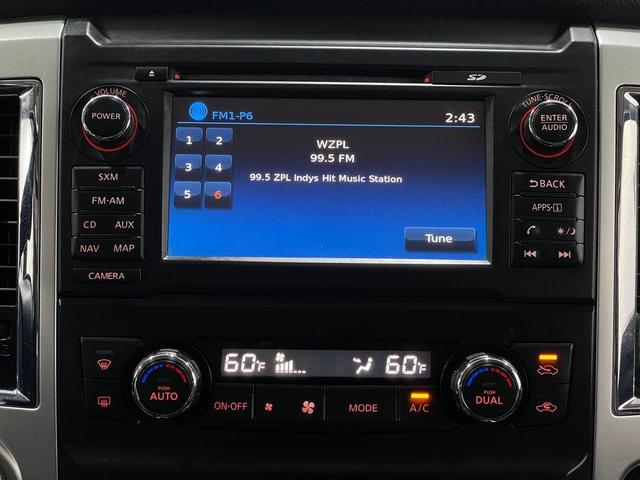 SD
VOLUME
POWER
FM1-P6
2:43
TUNE·SCROLL
ENTER
AUDIO
1 2
WZPL
99.5 FM
3 4
99.5 ZPL Indys Hit Music Station
5 6
Tune
SXM
FM·AM
CD AUX
NAV MAP
CAMERA
BACK
APPS·i
60°F
60°F
PUSH
AUTO
ON·OFF
MODE
A/C
PUSH
DUAL